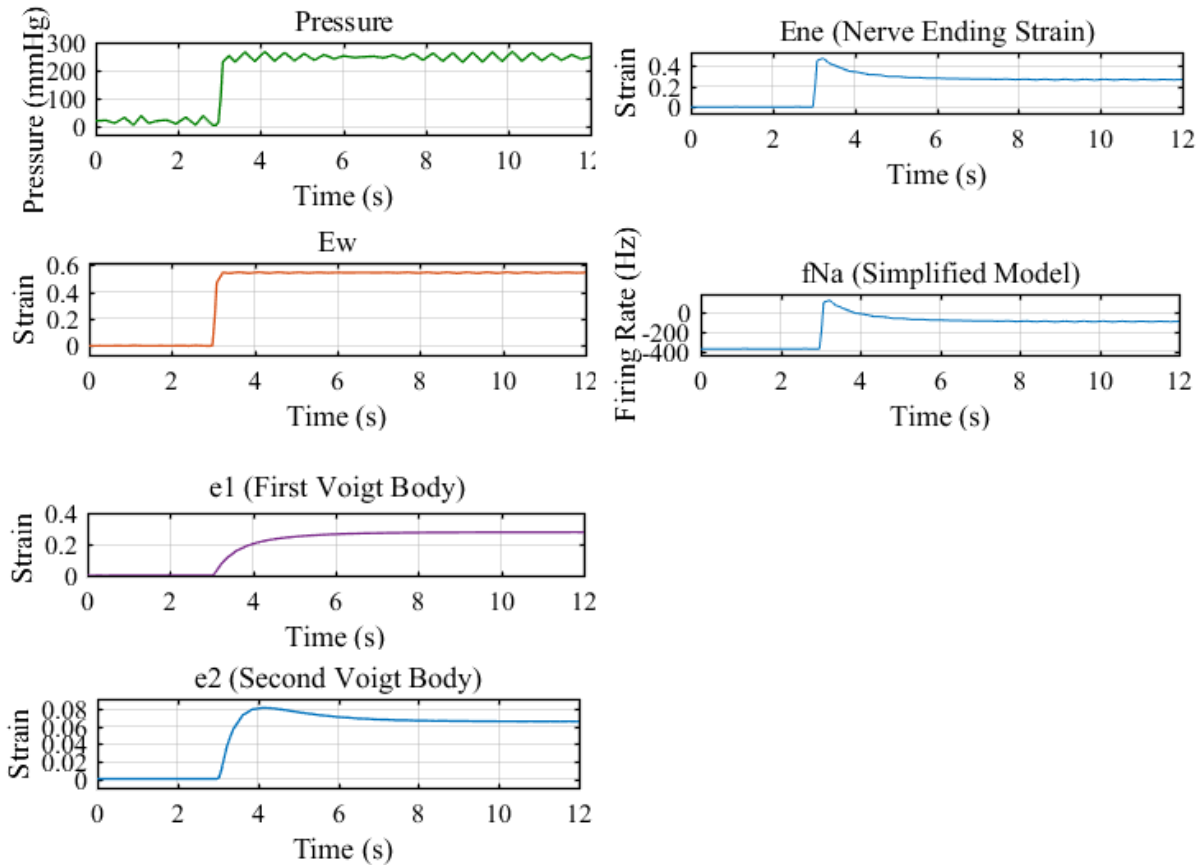 Pressure
Pressure (mmHg)
300
200
100
0
0 2 4 6 8 10 12
Time (s)
Ene (Nerve Ending Strain)
Strain
0.4
0.2
0
0 2 4 6 8 10 12
Time (s)
Ew
Strain
0.6
0.4
0.2
0
0 2 4 6 8 10 12
Time (s)
fNa (Simplified Model)
Firing Rate (Hz)
0
-200
-400
0 2 4 6 8 10 12
Time (s)
e1 (First Voigt Body)
Strain
0.4
0.2
0
0 2 4 6 8 10 12
Time (s)
e2 (Second Voigt Body)
Strain
0.08
0.06
0.04
0.02
0
0 2 4 6 8 10 12
Time (s)